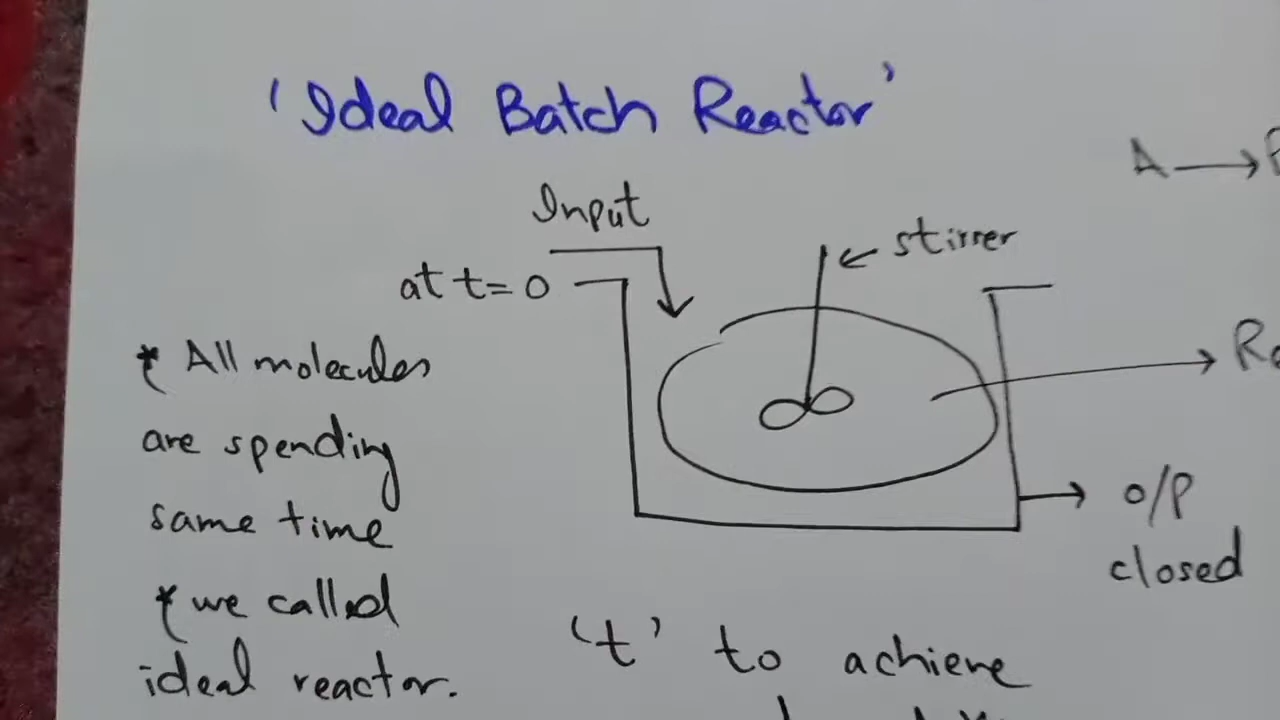 'Ideal Batch Reactor'
A →
Input
← stirrer
at t = 0
* All molecules
are spending
same time
* we called
ideal reactor.
→ O/P
closed
't' to achieve